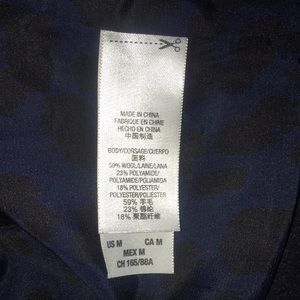 MADE IN CHINA
FABRIQUE EN CHINE
HECHO EN CHINA
中国制造
BODY/CORSAGE/CUERPO
面料
59% WOOL/LAINE/LANA
23% POLYAMIDE/
POLYAMIDE/POLIAMIDA
18% POLYESTER/
POLYESTER/POLIESTER
59% 羊毛
23% 锦纶
18% 聚酯纤维
US M CA M
MEX M
CH 165/88A